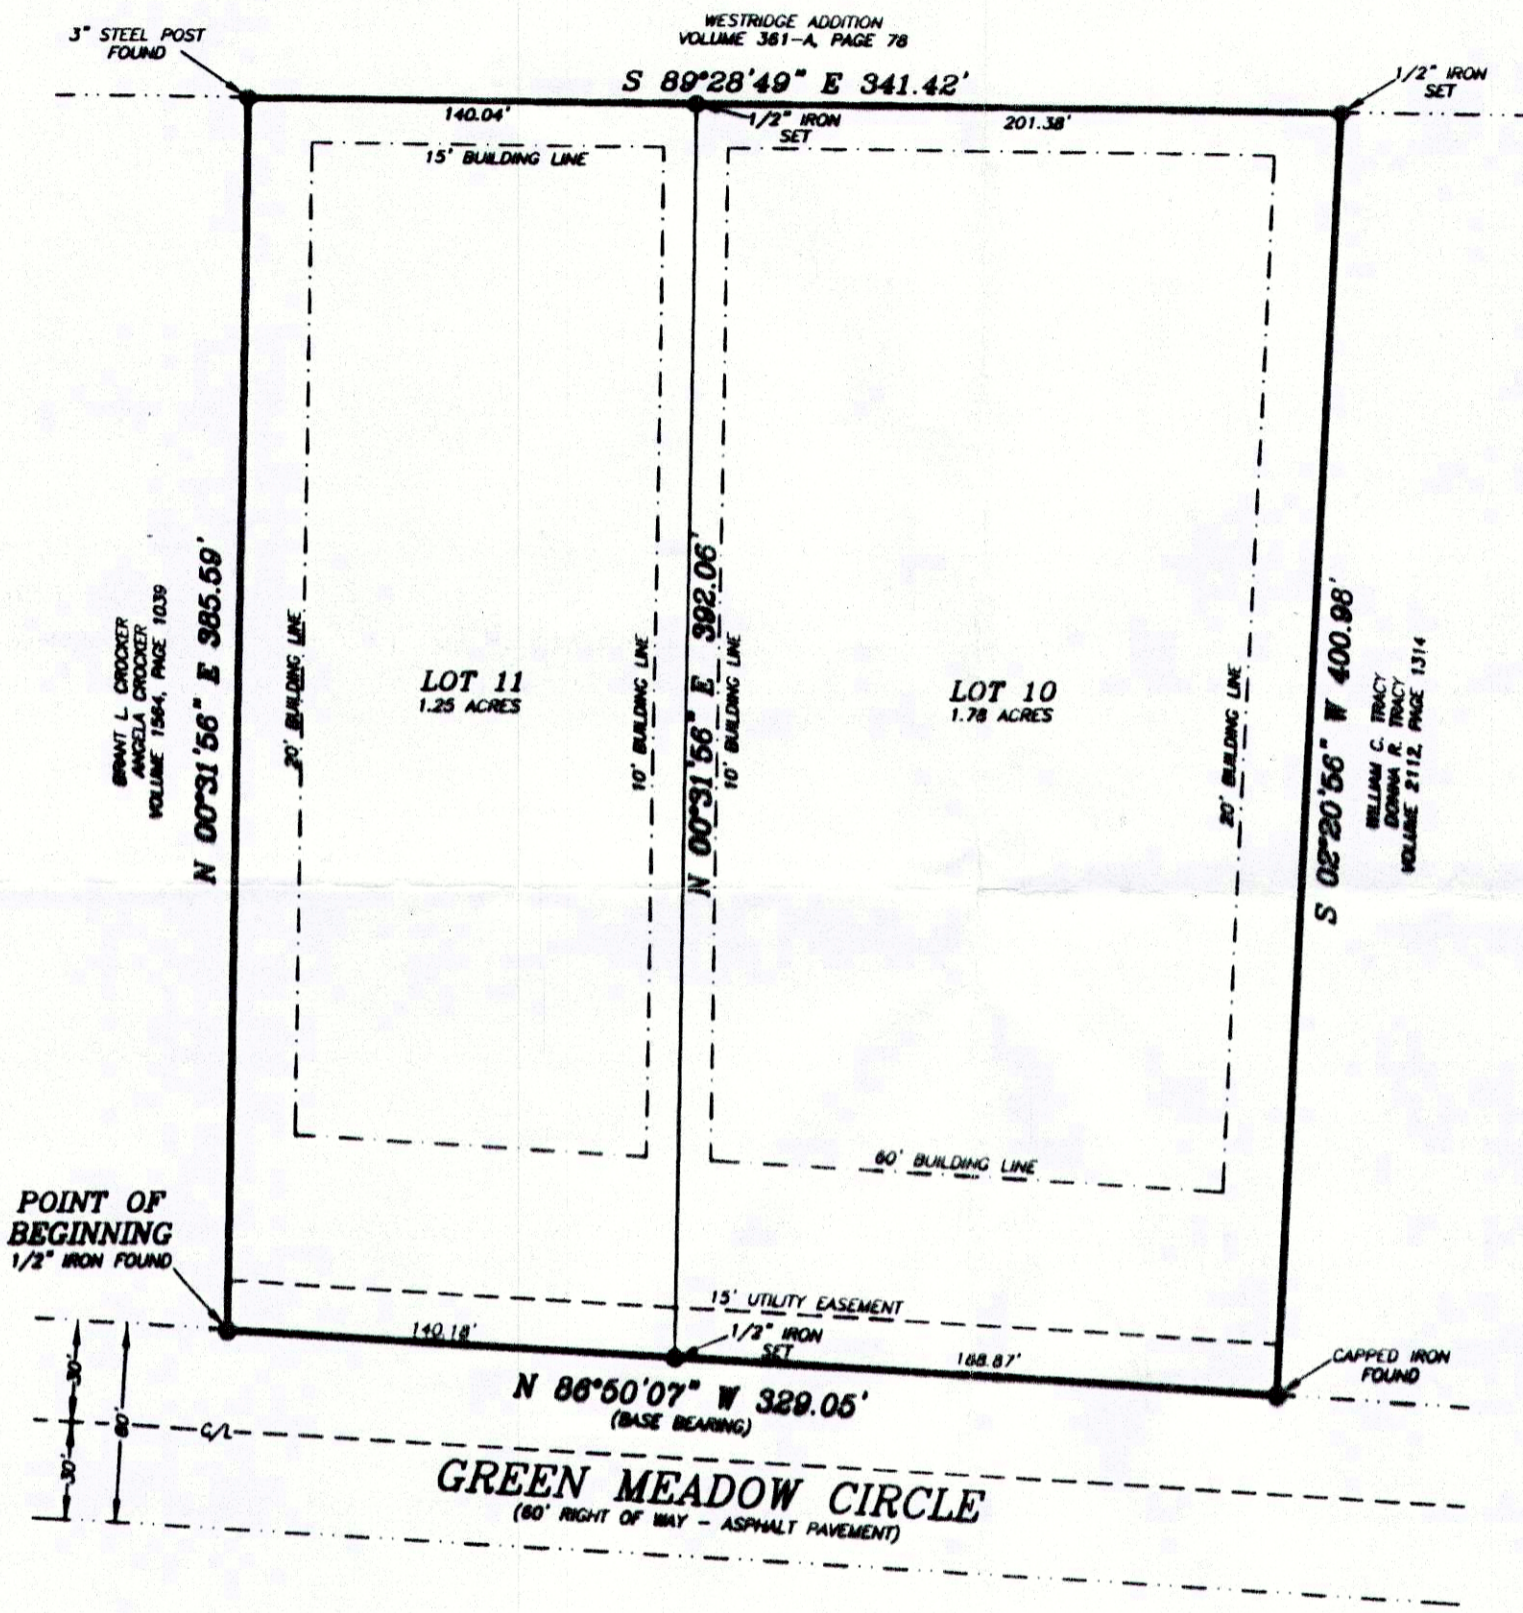 WESTRIDGE ADDITION
VOLUME 361-A, PAGE 78
3" STEEL POST
FOUND
S 89°28'49" E 341.42'
1/2" IRON
SET
140.04'
1/2" IRON
SET
201.38'
15' BUILDING LINE
BRANT L. CROCKER
ANGELA CROCKER
VOLUME 1564, PAGE 1039
N 00°31'56" E 385.59'
20' BUILDING LINE
LOT 11
1.25 ACRES
10' BUILDING LINE
N 00°31'56" E 392.06'
10' BUILDING LINE
LOT 10
1.78 ACRES
20' BUILDING LINE
S 02°20'56" W 400.98'
WILLIAM C. TRACY
DONNA R. TRACY
VOLUME 2112, PAGE 1314
60' BUILDING LINE
POINT OF
BEGINNING
1/2" IRON FOUND
15' UTILITY EASEMENT
140.18'
1/2" IRON
SET
188.87'
CAPPED IRON
FOUND
N 86°50'07" W 329.05'
(BASE BEARING)
30'
60'
30'
C/L
GREEN MEADOW CIRCLE
(60' RIGHT OF WAY - ASPHALT PAVEMENT)